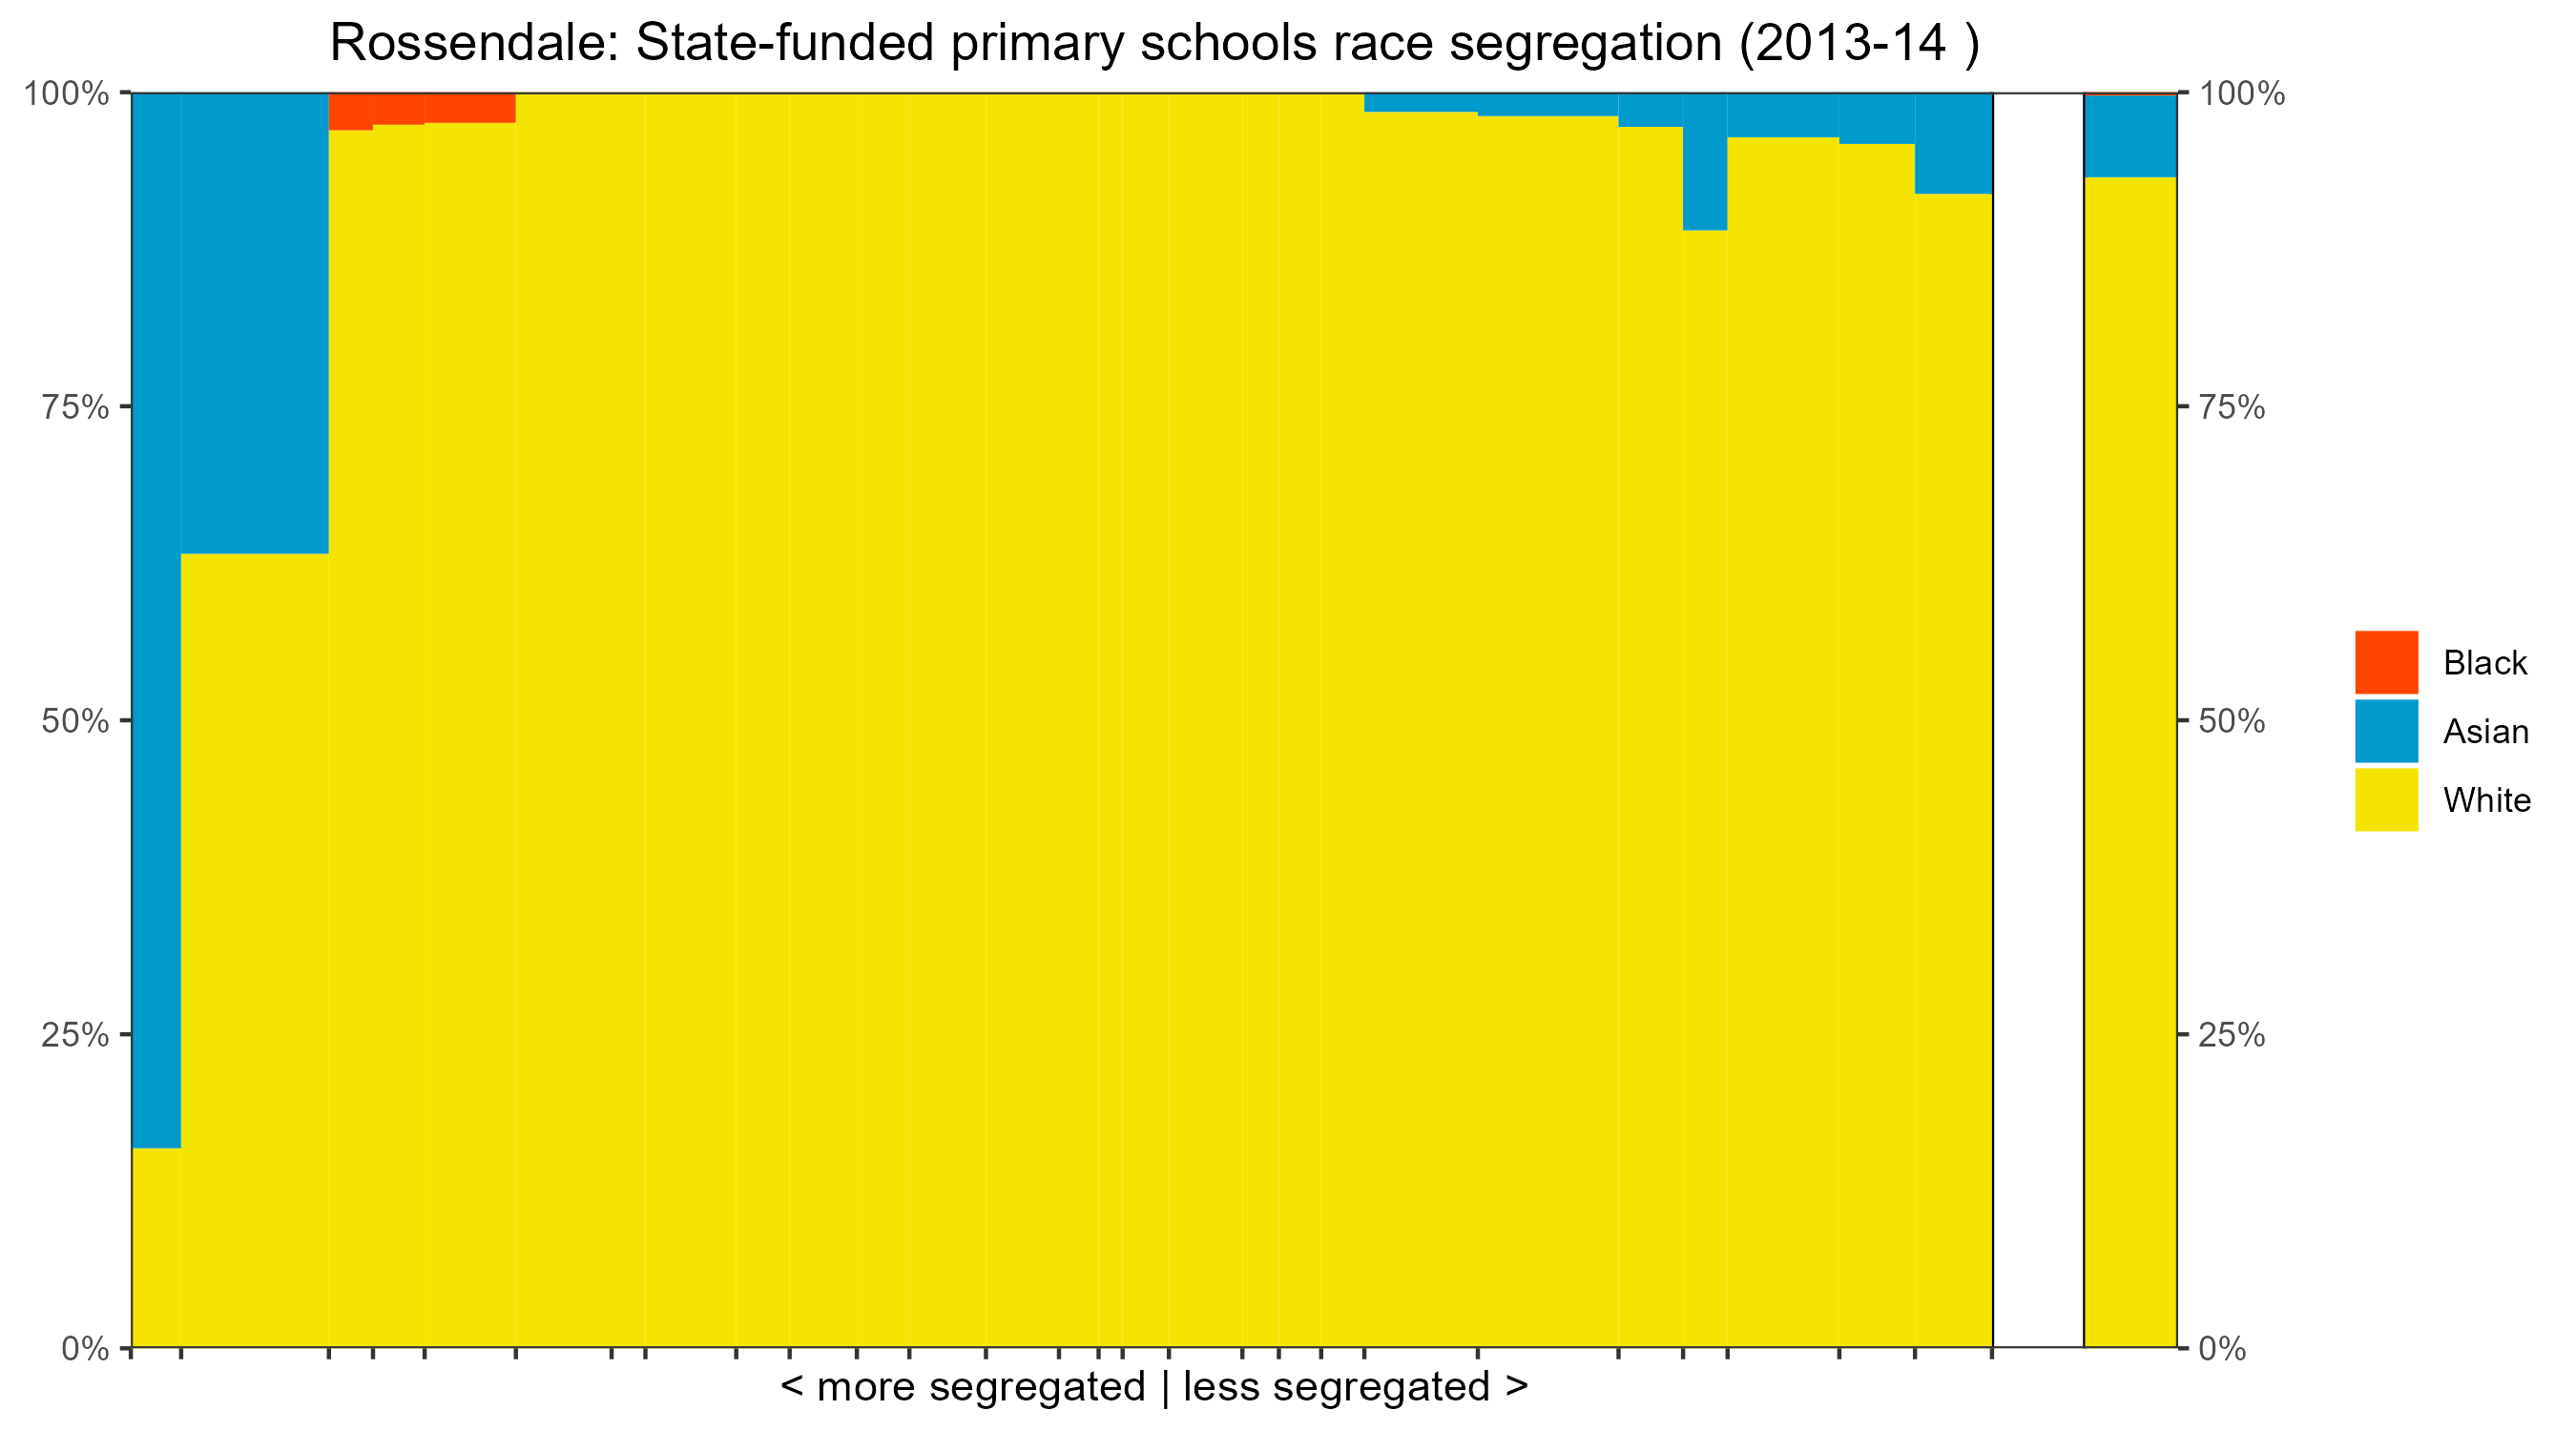 Rossendale: State-funded primary schools race segregation (2013-14 )
100%
75%
50%
25%
0%
100%
75%
50%
25%
0%
Black
Asian
White
< more segregated | less segregated >